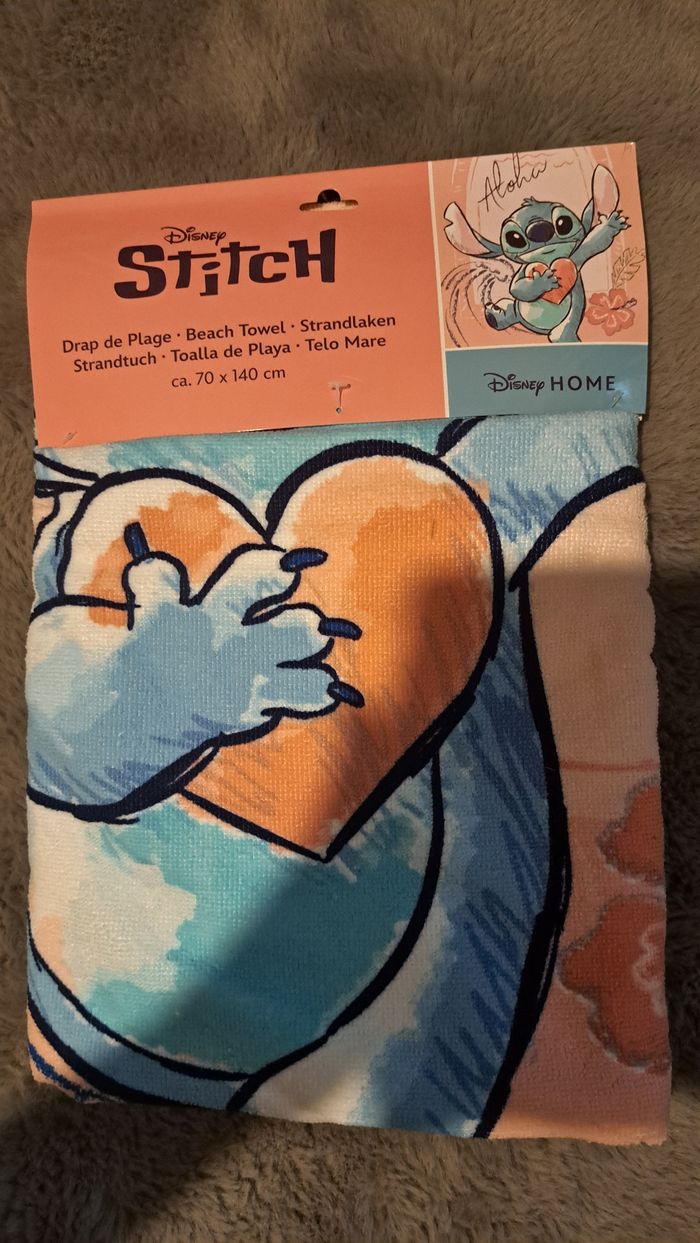 Disney
Stitch
Drap de Plage · Beach Towel · Strandlaken
Strandtuch · Toalla de Playa · Telo Mare
ca. 70 x 140 cm
Aloha
Disney HOME